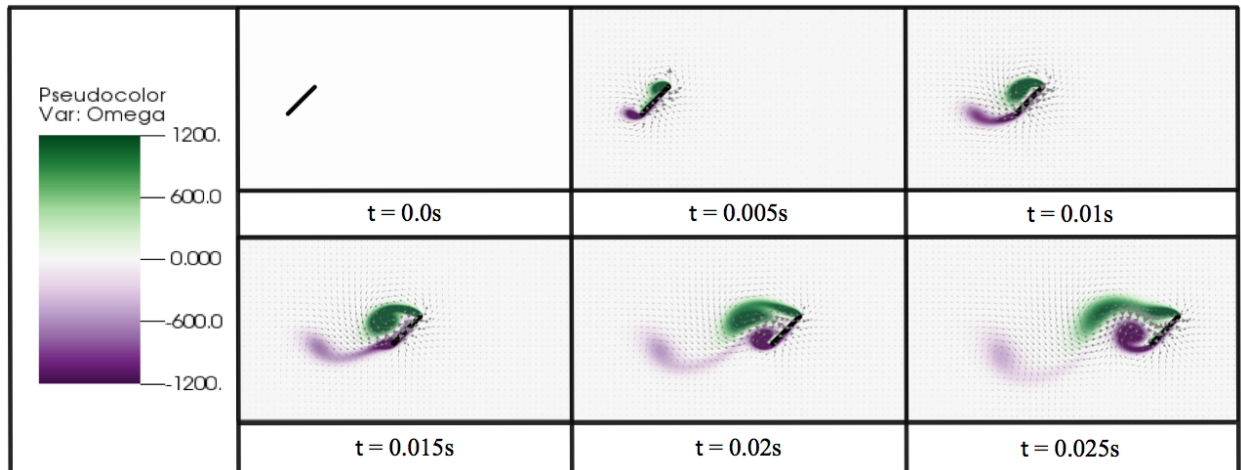 Pseudocolor
Var: Omega
1200.
600.0
0.000
-600.0
-1200.
t = 0.0s
t = 0.005s
t = 0.01s
t = 0.015s
t = 0.02s
t = 0.025s